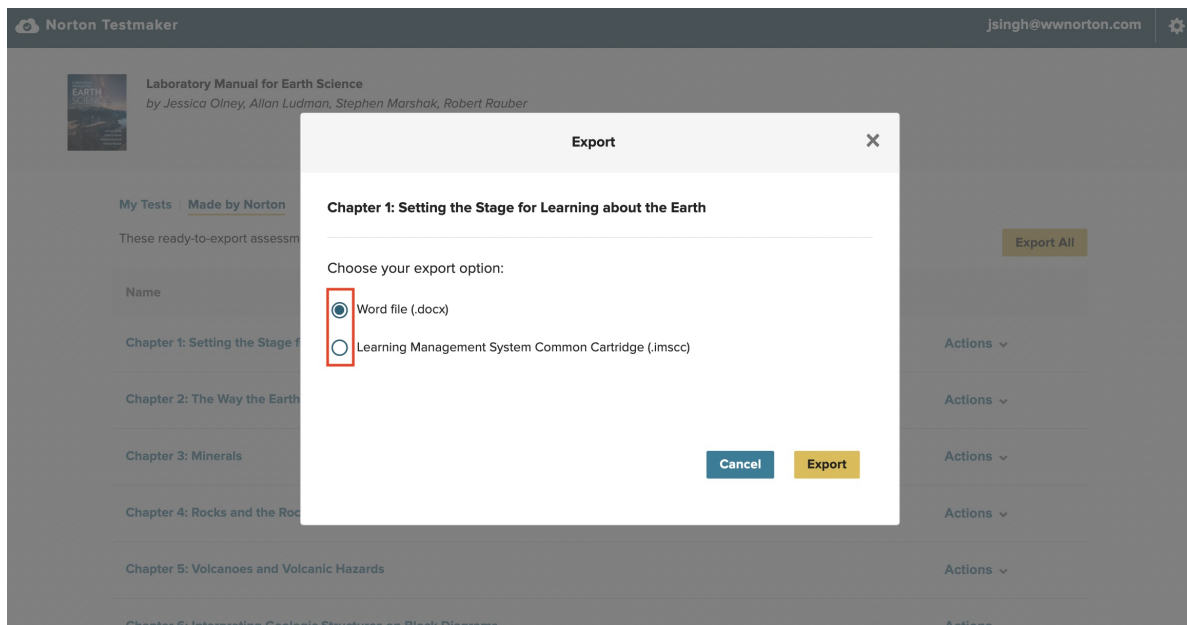 Norton Testmaker
jsingh@wwnorton.com
EARTH
Laboratory Manual for Earth Science
by Jessica Olney, Allan Ludman, Stephen Marshak, Robert Rauber
Export
My Tests | Made by Norton
Chapter 1: Setting the Stage for Learning about the Earth
These ready-to-export assessm
Export All
Choose your export option:
Name
Word file (.docx)
Chapter 1: Setting the Stage f
Learning Management System Common Cartridge (.imscc)
Actions
Chapter 2: The Way the Earth
Actions
Chapter 3: Minerals
Actions
Cancel
Export
Chapter 4: Rocks and the Roc
Actions
Chapter 5: Volcanoes and Volcanic Hazards
Actions